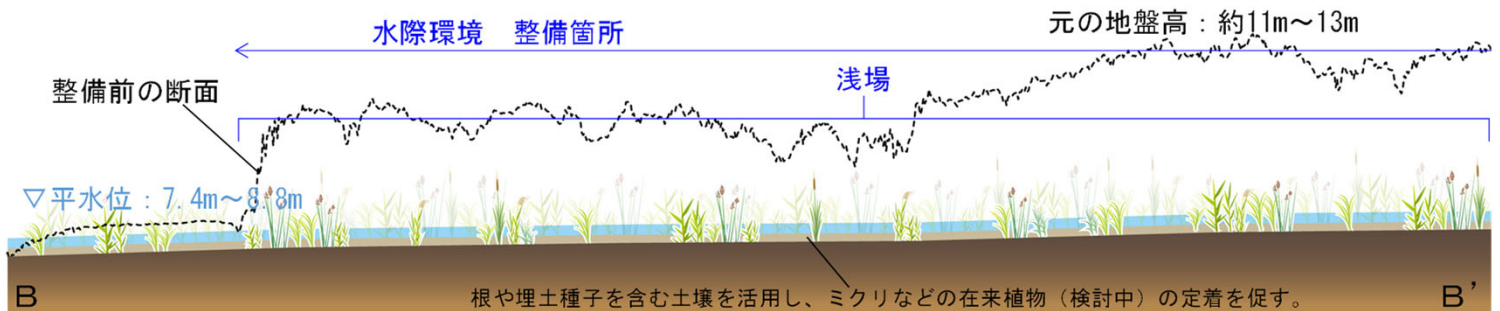 水際環境　整備箇所
元の地盤高：約11m～13m
整備前の断面
浅場
▽平水位：7.4m～8.8m
根や埋土種子を含む土壌を活用し、ミクリなどの在来植物（検討中）の定着を促す。
B
B’